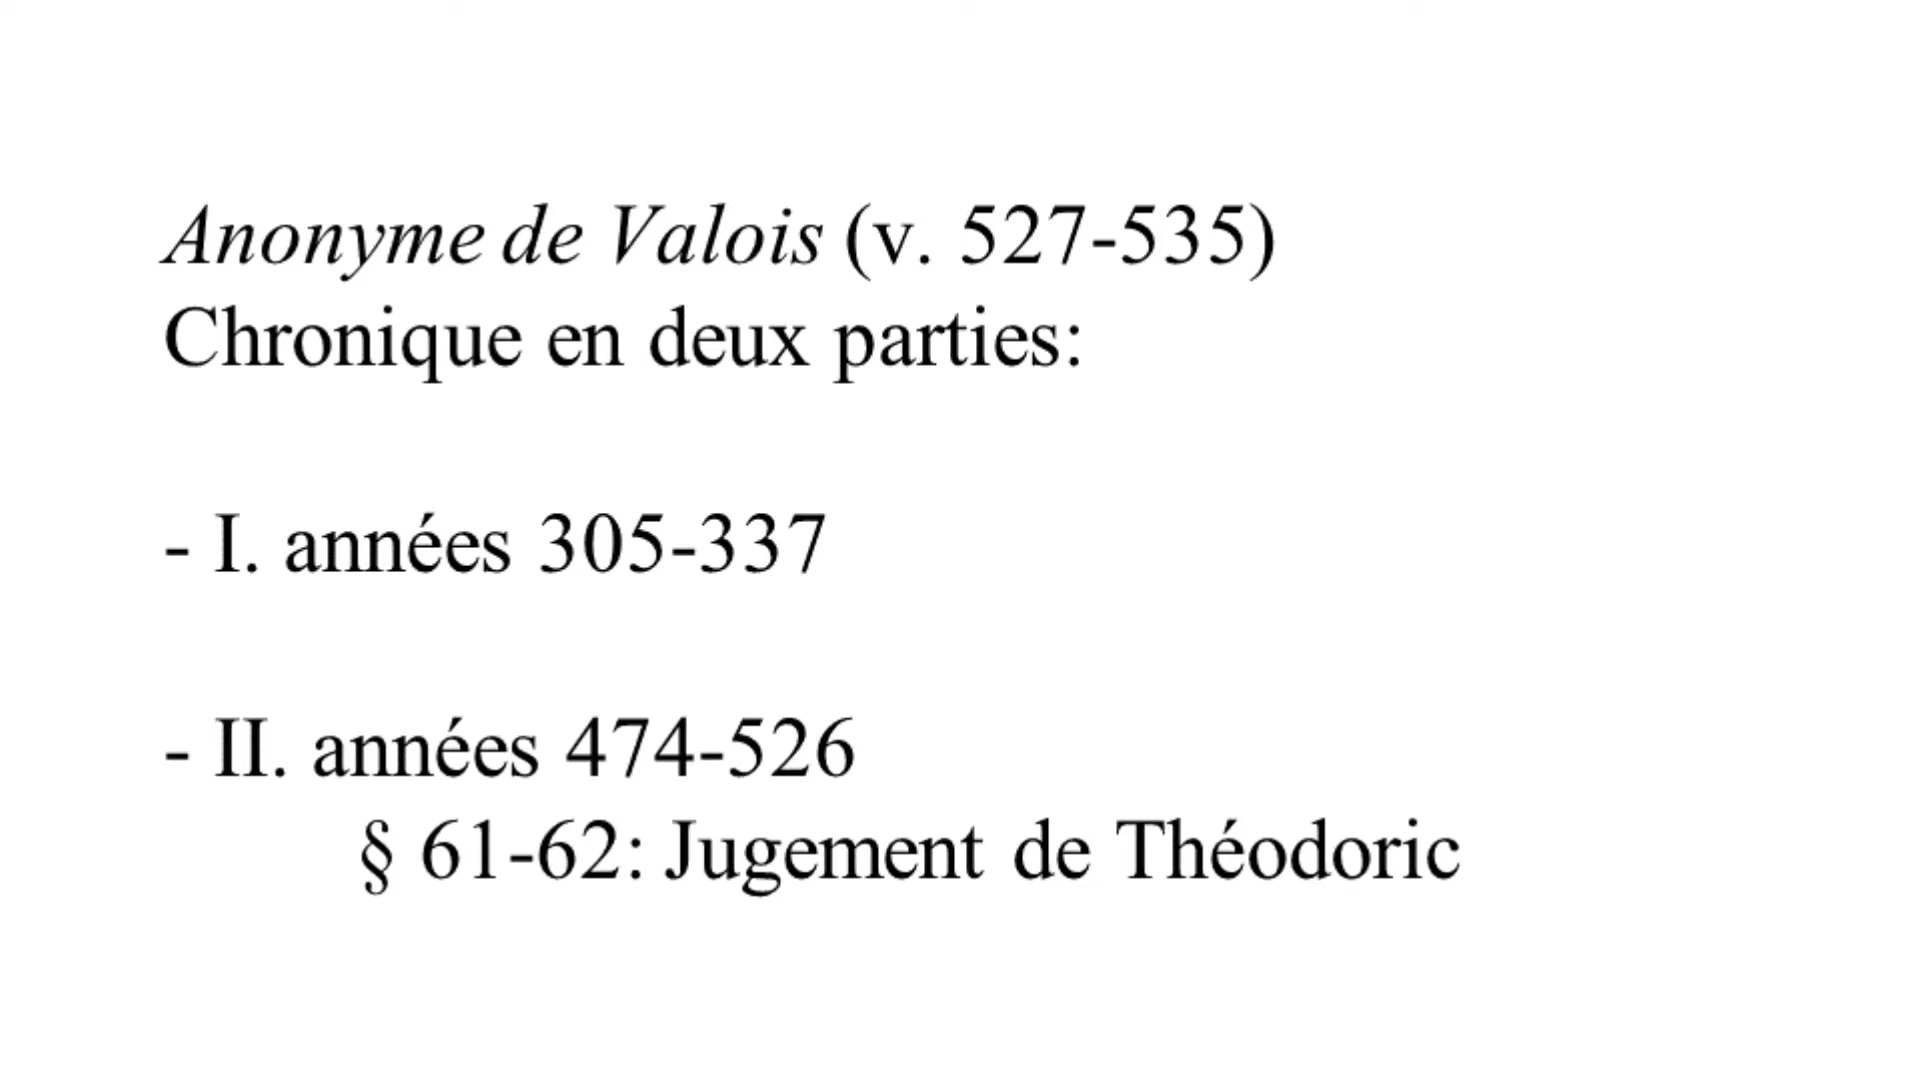 Anonyme de Valois (v. 527-535)
Chronique en deux parties:
- I. années 305-337
- II. années 474-526
§ 61-62: Jugement de Théodoric